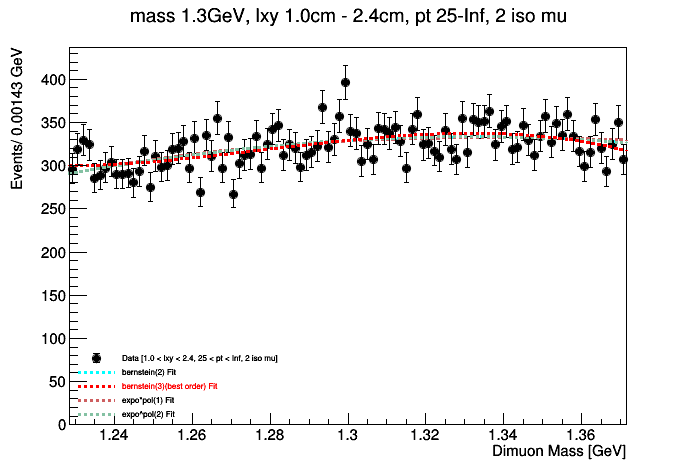 mass 1.3GeV, lxy 1.0cm - 2.4cm, pt 25-Inf, 2 iso mu
Events/ 0.00143 GeV
400
350
300
250
200
150
100
50
0
Data [1.0 < lxy < 2.4, 25 < pt < Inf, 2 iso mu]
bernstein(2) Fit
bernstein(3)(best order) Fit
expo*pol(1) Fit
expo^pol(2) Fit
1.24 1.26 1.28 1.3 1.32 1.34 1.36
Dimuon Mass [GeV]